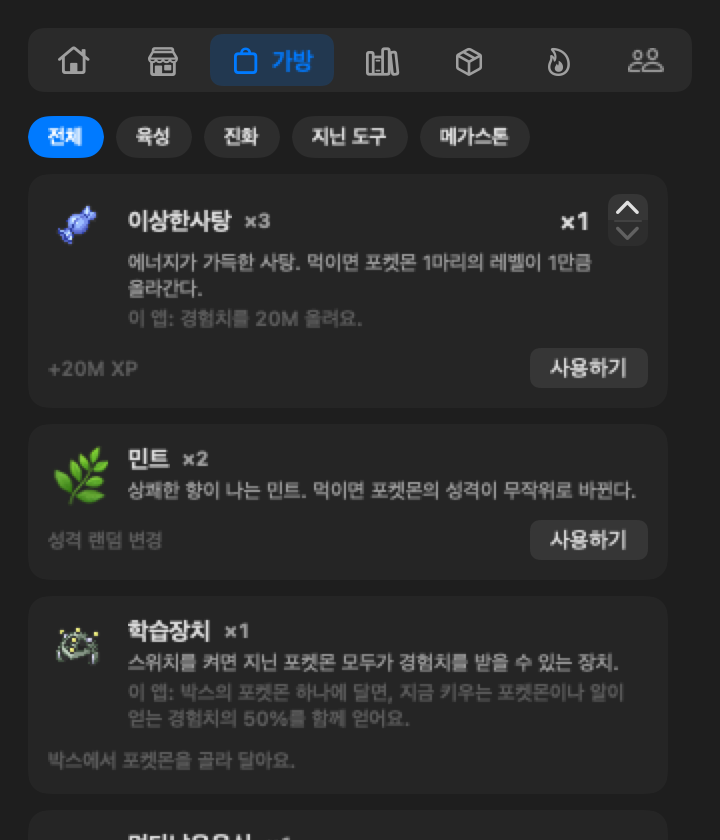 가방
전체 육성 진화 지닌 도구 메가스톤
이상한사탕 ×3 ×1
에너지가 가득한 사탕. 먹이면 포켓몬 1마리의 레벨이 1만큼
올라간다.
이 앱: 경험치를 20M 올려요.
+20M XP 사용하기
민트 ×2
상쾌한 향이 나는 민트. 먹이면 포켓몬의 성격이 무작위로 바뀐다.
성격 랜덤 변경 사용하기
학습장치 ×1
스위치를 켜면 지닌 포켓몬 모두가 경험치를 받을 수 있는 장치.
이 앱: 박스의 포켓몬 하나에 달면, 지금 키우는 포켓몬이나 알이
얻는 경험치의 50%를 함께 얻어요.
박스에서 포켓몬을 골라 달아요.